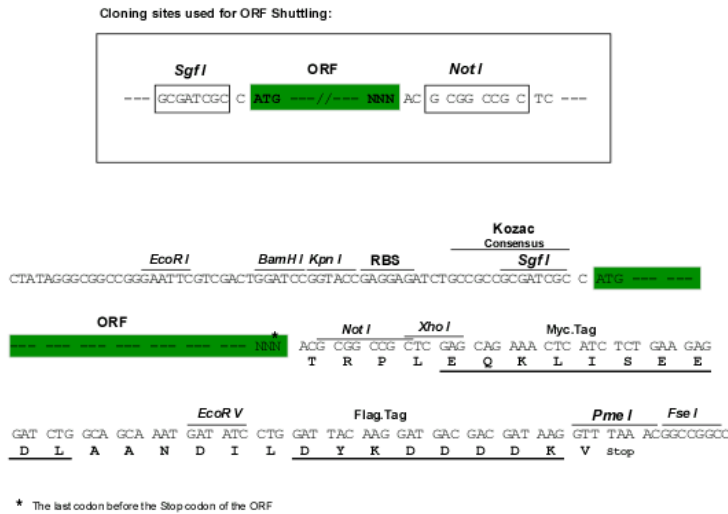 Cloning sites used for ORF Shuttling:
Sgf I ORF Not I
--- GCGATCGC C ATG ---//--- NNN AC G CGG CCG C TC ---
Kozac
Consensus
EcoR I BamH I Kpn I RBS Sgf I
CTATAGGGCGGCCGGGAATTCGTCGACTGGATCCGGTACCGAGGAGATCTGCCGCCGCGATCGC C ATG --- ---
ORF
Not I Xho I Myc.Tag
--- --- --- --- --- --- --- --- NNN* ACG CGG CCG CTC GAG CAG AAA CTC ATC TCT GAA GAG
T R P L E Q K L I S E E
EcoR V Flag.Tag Pme I Fse I
GAT CTG GCA GCA AAT GAT ATC CTG GAT TAC AAG GAT GAC GAC GAT AAG GTT TAA ACGGCCGGCC
D L A A N D I L D Y K D D D D K V Stop
* The last codon before the Stop codon of the ORF